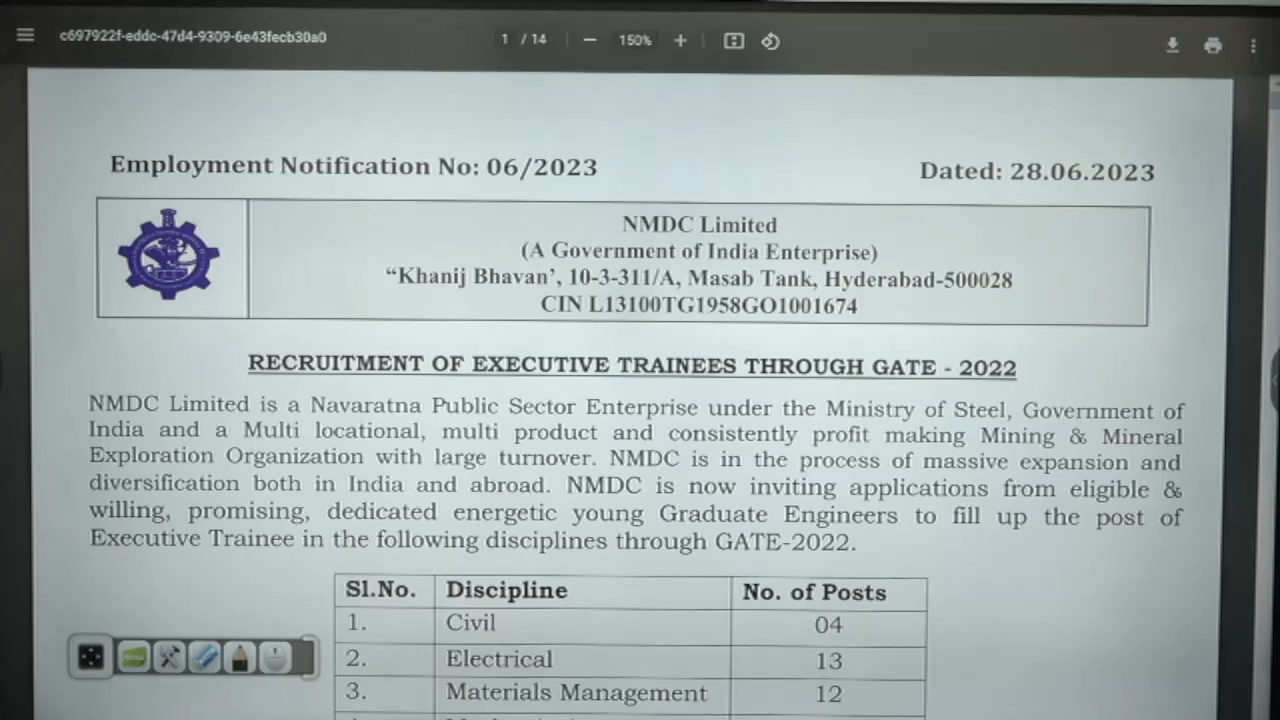 c697922f-eddc-47d4-9309-6e43fecb30a0
1 / 14
150%
Employment Notification No: 06/2023
Dated: 28.06.2023
NMDC Limited
(A Government of India Enterprise)
“Khanij Bhavan’, 10-3-311/A, Masab Tank, Hyderabad-500028
CIN L13100TG1958GO1001674
RECRUITMENT OF EXECUTIVE TRAINEES THROUGH GATE - 2022
NMDC Limited is a Navaratna Public Sector Enterprise under the Ministry of Steel, Government of
India and a Multi locational, multi product and consistently profit making Mining & Mineral
Exploration Organization with large turnover. NMDC is in the process of massive expansion and
diversification both in India and abroad. NMDC is now inviting applications from eligible &
willing, promising, dedicated energetic young Graduate Engineers to fill up the post of
Executive Trainee in the following disciplines through GATE-2022.
Sl.No. Discipline No. of Posts
1. Civil 04
2. Electrical 13
3. Materials Management 12